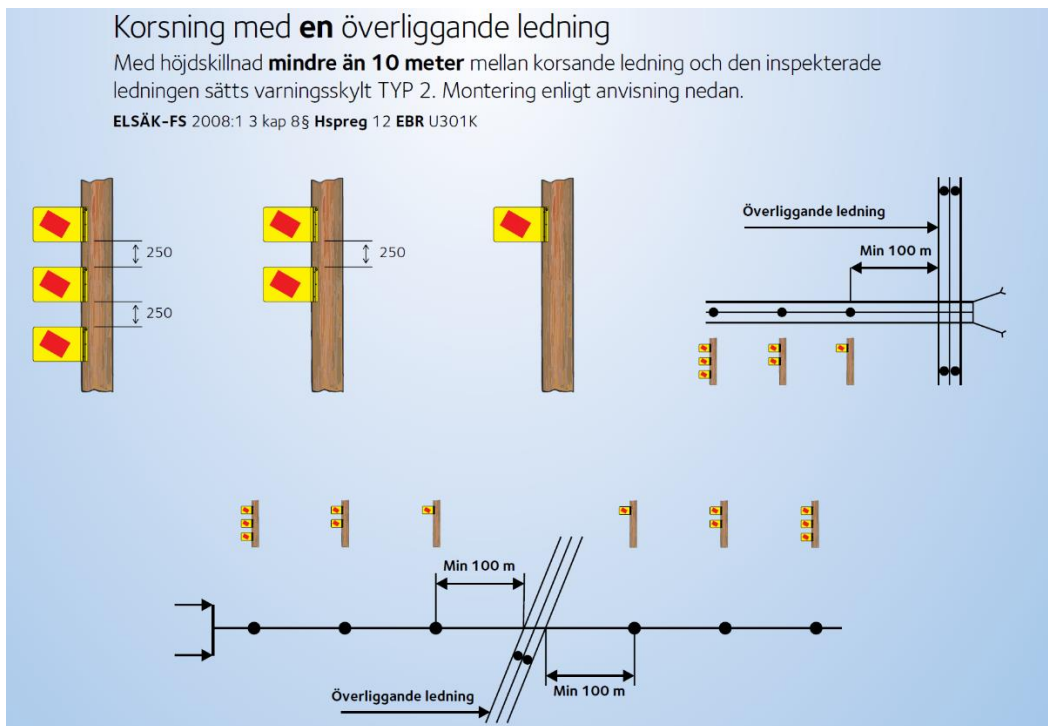 Korsning med en överliggande ledning
Med höjdskillnad mindre än 10 meter mellan korsande ledning och den inspekterade
ledningen sätts varningsskylt TYP 2. Montering enligt anvisning nedan.
ELSÄK-FS 2008:1 3 kap 8§ Hspreg 12 EBR U301K
250
250
250
Överliggande ledning
Min 100 m
Min 100 m
Min 100 m
Överliggande ledning